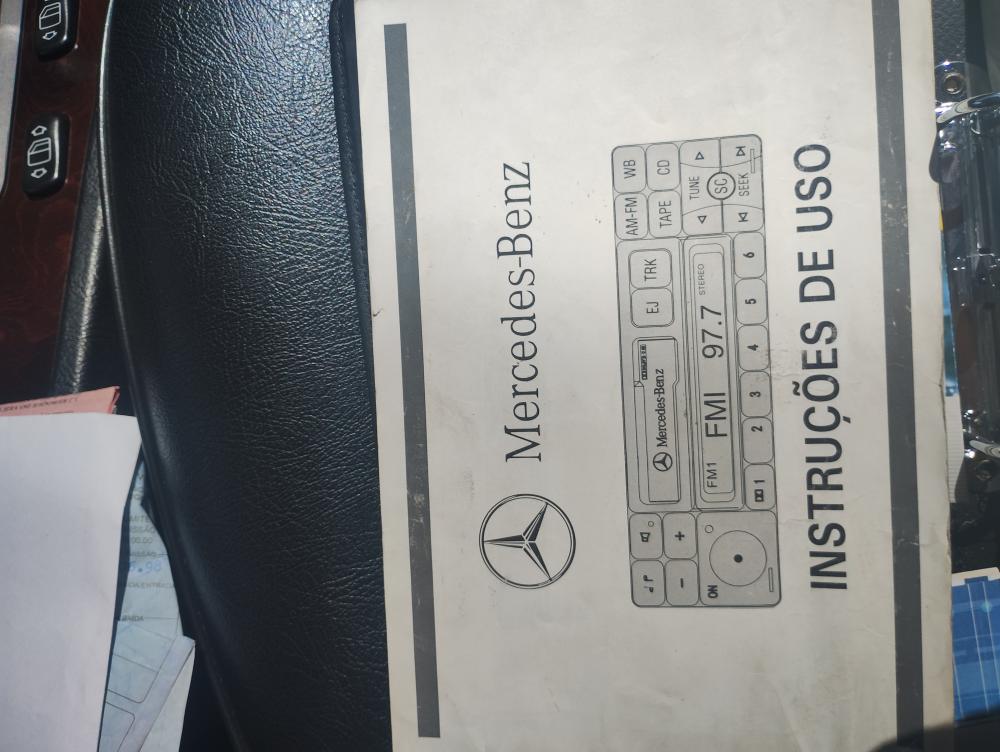 Mercedes-Benz
AM-FM WB
TAPE CD
EJ TRK
Mercedes-Benz
TUNE
SC
SEEK
FM1 FMI 97.7 STEREO
+
-
ON
1 2 3 4 5 6
INSTRUÇÕES DE USO